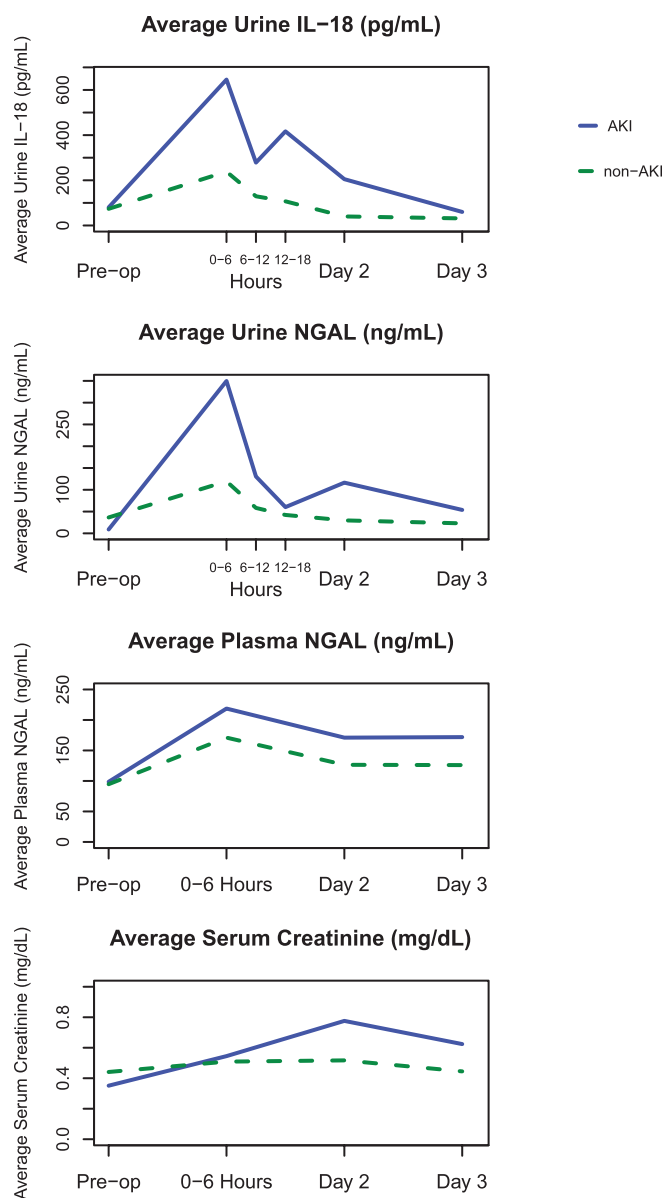 Average Urine IL−18 (pg/mL)
Average Urine IL−18 (pg/mL)
600
400
200
0
Pre−op
0−6
6−12
12−18
Hours
Day 2
Day 3
AKI
non−AKI
Average Urine NGAL (ng/mL)
Average Urine NGAL (ng/mL)
250
100
0
Pre−op
0−6
6−12
12−18
Hours
Day 2
Day 3
Average Plasma NGAL (ng/mL)
Average Plasma NGAL (ng/mL)
250
150
50
0
Pre−op
0−6 Hours
Day 2
Day 3
Average Serum Creatinine (mg/dL)
Average Serum Creatinine (mg/dL)
0.8
0.4
0.0
Pre−op
0−6 Hours
Day 2
Day 3